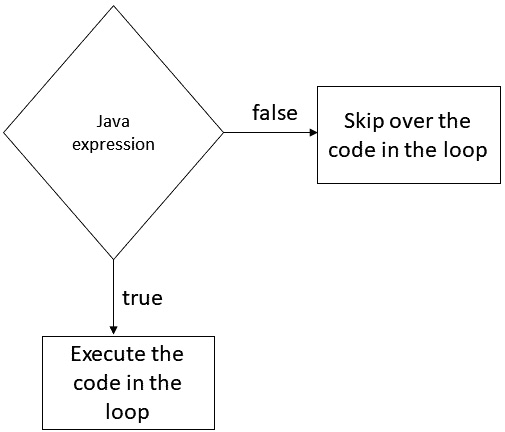 Java
expression
false
Skip over the
code in the loop
true
Execute the
code in the
loop